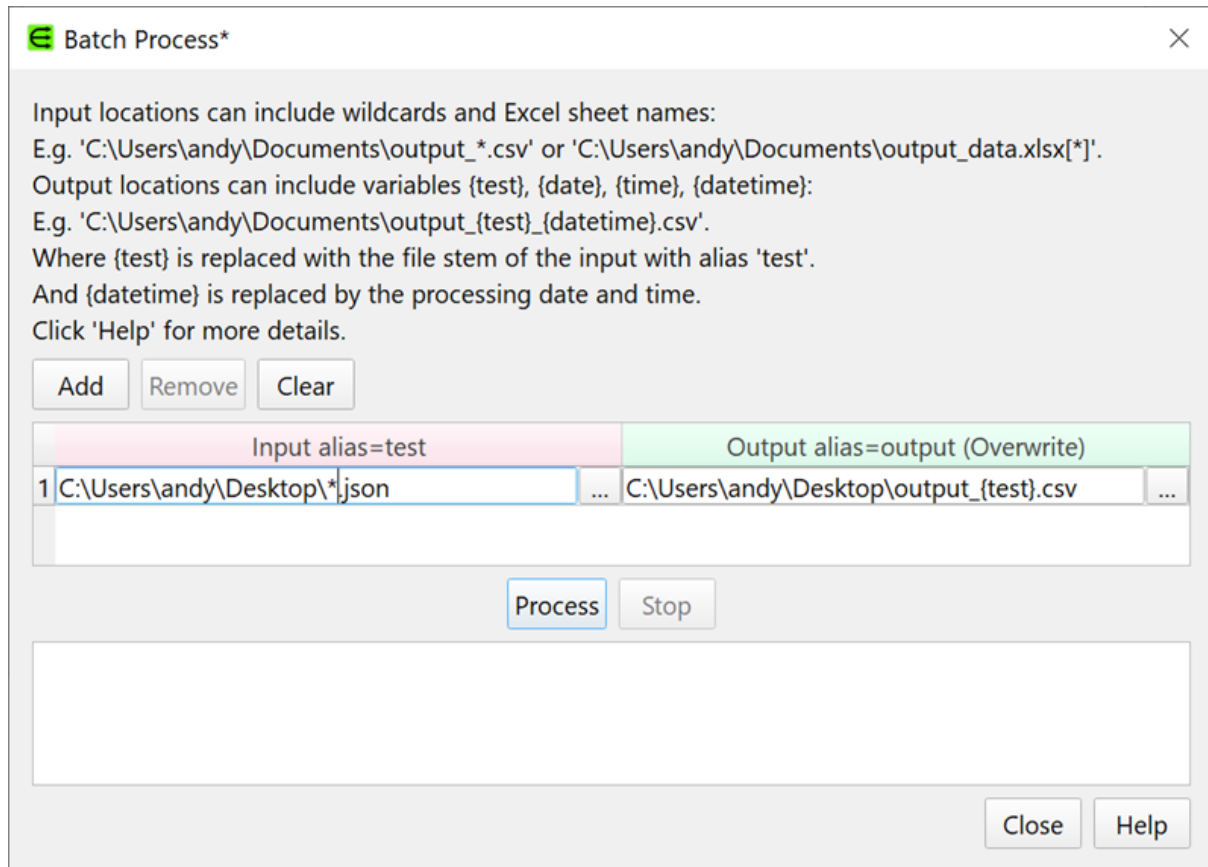 Batch Process*
Input locations can include wildcards and Excel sheet names:
E.g. 'C:\Users\andy\Documents\output_*.csv' or 'C:\Users\andy\Documents\output_data.xlsx[*]'.
Output locations can include variables {test}, {date}, {time}, {datetime}:
E.g. 'C:\Users\andy\Documents\output_{test}_{datetime}.csv'.
Where {test} is replaced with the file stem of the input with alias 'test'.
And {datetime} is replaced by the processing date and time.
Click 'Help' for more details.
Add Remove Clear
Input alias=test Output alias=output (Overwrite)
1 C:\Users\andy\Desktop\*.json ... C:\Users\andy\Desktop\output_{test}.csv ...
Process Stop
Close Help